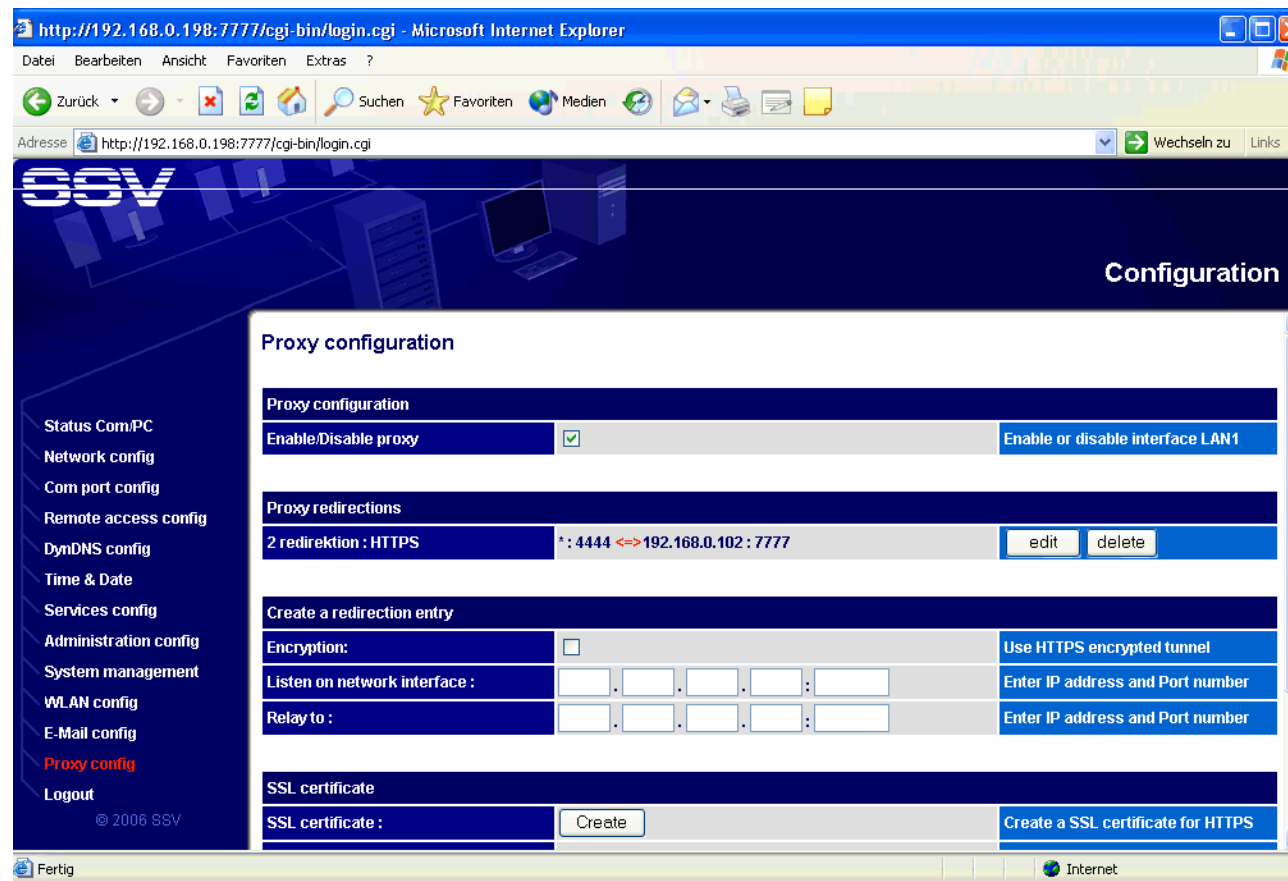 http://192.168.0.198:7777/cgi-bin/login.cgi - Microsoft Internet Explorer
Datei Bearbeiten Ansicht Favoriten Extras ?
Zurück Suchen Favoriten Medien
Adresse http://192.168.0.198:7777/cgi-bin/login.cgi Wechseln zu Links
SSV
Configuration
Status Com/PC
Network config
Com port config
Remote access config
DynDNS config
Time & Date
Services config
Administration config
System management
WLAN config
E-Mail config
Proxy config
Logout
© 2006 SSV
Proxy configuration
Proxy configuration
Enable/Disable proxy Enable or disable interface LAN1
Proxy redirections
2 redirektion : HTTPS * : 4444 <=>192.168.0.102 : 7777 edit delete
Create a redirection entry
Encryption: Use HTTPS encrypted tunnel
Listen on network interface : . . . : Enter IP address and Port number
Relay to : . . . : Enter IP address and Port number
SSL certificate
SSL certificate : Create Create a SSL certificate for HTTPS
Fertig Internet